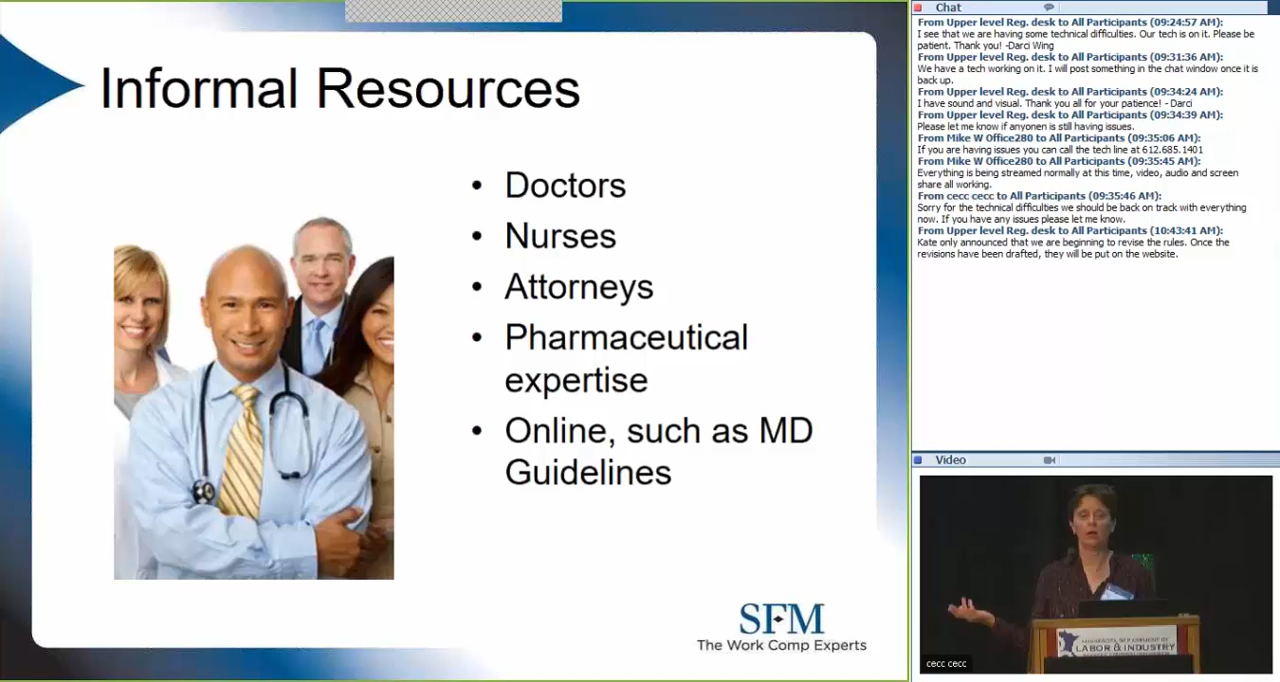 Informal Resources
• Doctors
• Nurses
• Attorneys
• Pharmaceutical
expertise
• Online, such as MD
Guidelines
SFM
The Work Comp Experts
Chat
From Upper level Reg. desk to All Participants (09:24:57 AM):
I see that we are having some technical difficulties. Our tech is on it. Please be
patient. Thank you! -Darci Wing
From Upper level Reg. desk to All Participants (09:31:36 AM):
We have a tech working on it. I will post something in the chat window once it is
back up.
From Upper level Reg. desk to All Participants (09:34:24 AM):
I have sound and visual. Thank you all for your patience! - Darci
From Upper level Reg. desk to All Participants (09:34:39 AM):
Please let me know if anyonen is still having issues.
From Mike W Office280 to All Participants (09:35:06 AM):
If you are having issues you can call the tech line at 612.685.1401
From Mike W Office280 to All Participants (09:35:45 AM):
Everything is being streamed normally at this time, video, audio and screen
share all working.
From cecc cecc to All Participants (09:35:46 AM):
Sorry for the technical difficulties we should be back on track with everything
now. If you have any issues please let me know.
From Upper level Reg. desk to All Participants (10:43:41 AM):
Kate only announced that we are beginning to revise the rules. Once the
revisions have been drafted, they will be put on the website.
Video
MINNESOTA DEPARTMENT OF
LABOR & INDUSTRY
cecc cecc